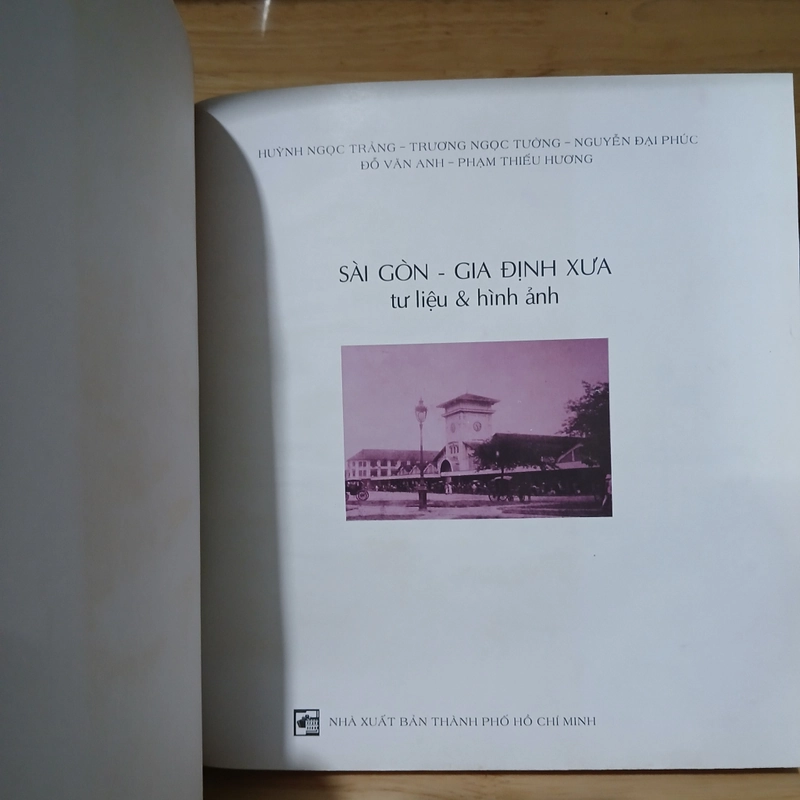 HUỲNH NGỌC TRẢNG – TRƯƠNG NGỌC TƯỜNG – NGUYỄN ĐẠI PHÚC
ĐỖ VĂN ANH – PHẠM THIẾU HƯƠNG
SÀI GÒN - GIA ĐỊNH XƯA
tư liệu & hình ảnh
NHÀ XUẤT BẢN THÀNH PHỐ HỒ CHÍ MINH